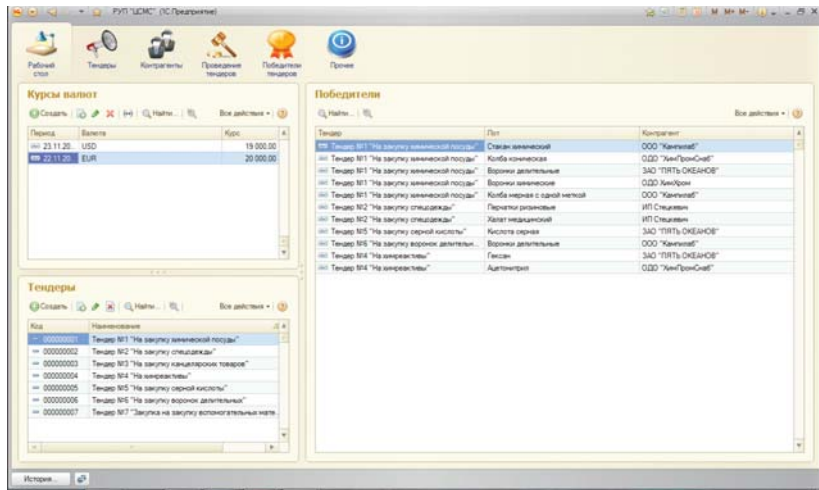 РУП "ЦСМС" (1С:Предприятие)
M M+ M-
Рабочий стол
Тендеры
Контрагенты
Проведение тендеров
Победители тендеров
Прочее
Курсы валют
Создать Найти... Все действия
Период Валюта Курс
23.11.20... USD 19 000,00
22.11.20... EUR 20 000,00
Тендеры
Создать Найти... Все действия
Код Наименование
000000001 Тендер №1 "На закупку химической посуды"
000000002 Тендер №2 "На закупку спецодежды"
000000003 Тендер №3 "На закупку канцелярских товаров"
000000004 Тендер №4 "На химреактивы"
000000005 Тендер №5 "На закупку серной кислоты"
000000006 Тендер №6 "На закупку воронок делительных"
000000007 Тендер №7 "Закупка на закупку вспомогательных мате...
Победители
Найти... Все действия
Тендер Лот Контрагент
Тендер №1 "На закупку химической посуды" Стакан химический ООО "Кампилаб"
Тендер №1 "На закупку химической посуды" Колба коническая ОДО "ХимПромСнаб"
Тендер №1 "На закупку химической посуды" Воронки делительные ЗАО "ПЯТЬ ОКЕАНОВ"
Тендер №1 "На закупку химической посуды" Воронки химические ОДО ХимХром
Тендер №1 "На закупку химической посуды" Колба мерная с одной меткой ООО "Кампилаб"
Тендер №2 "На закупку спецодежды" Перчатки резиновые ИП Стецкевич
Тендер №2 "На закупку спецодежды" Халат медицинский ИП Стецкевич
Тендер №5 "На закупку серной кислоты" Кислота серная ЗАО "ПЯТЬ ОКЕАНОВ"
Тендер №6 "На закупку воронок делительн... Воронки делительные ООО "Кампилаб"
Тендер №4 "На химреактивы" Гексан ЗАО "ПЯТЬ ОКЕАНОВ"
Тендер №4 "На химреактивы" Ацетонитрил ОДО "ХимПромСнаб"
История...